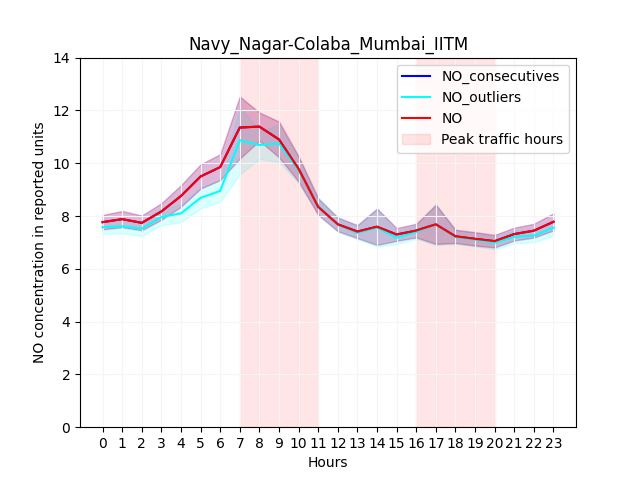 Navy_Nagar-Colaba_Mumbai_IITM
NO_consecutives
NO_outliers
NO
Peak traffic hours
NO concentration in reported units
14
12
10
8
6
4
2
0
0 1 2 3 4 5 6 7 8 9 10 11 12 13 14 15 16 17 18 19 20 21 22 23
Hours